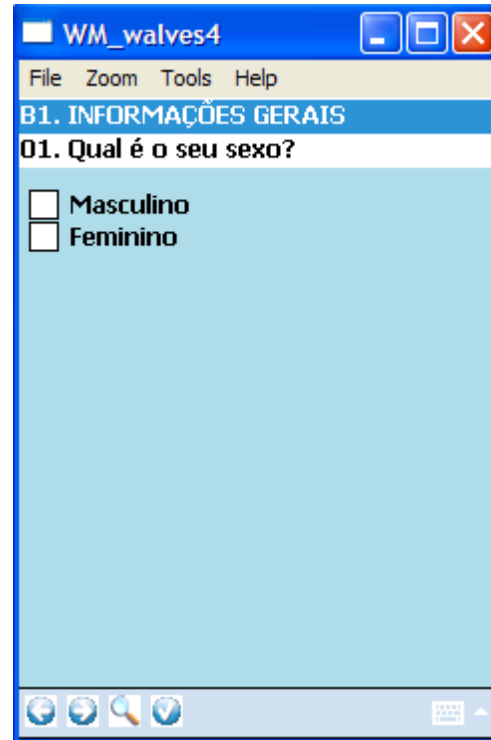 WM_walves4
File Zoom Tools Help
B1. INFORMAÇÕES GERAIS
01. Qual é o seu sexo?
Masculino
Feminino